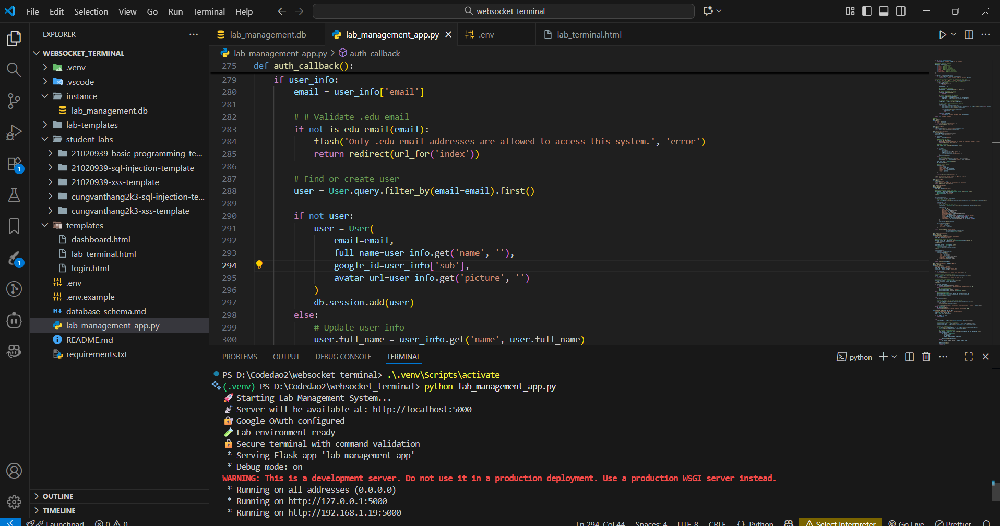 File Edit Selection View Go Run Terminal Help
websocket_terminal
EXPLORER
WEBSOCKET_TERMINAL
.venv
.vscode
instance
lab_management.db
lab-templates
student-labs
21020939-basic-programming-te...
21020939-sql-injection-template
21020939-xss-template
cungvanthang2k3-sql-injection-te...
cungvanthang2k3-xss-template
templates
dashboard.html
lab_terminal.html
login.html
.env
.env.example
database_schema.md
lab_management_app.py
README.md
requirements.txt
OUTLINE
TIMELINE
1
1
lab_management.db lab_management_app.py .env lab_terminal.html
lab_management_app.py > auth_callback
275 def auth_callback():
279 if user_info:
280 email = user_info['email']
281
282 # # Validate .edu email
283 if not is_edu_email(email):
284 flash('Only .edu email addresses are allowed to access this system.', 'error')
285 return redirect(url_for('index'))
286
287 # Find or create user
288 user = User.query.filter_by(email=email).first()
289
290 if not user:
291 user = User(
292 email=email,
293 full_name=user_info.get('name', ''),
294 google_id=user_info['sub'],
295 avatar_url=user_info.get('picture', '')
296 )
297 db.session.add(user)
298 else:
299 # Update user info
300 user.full_name = user_info.get('name', user.full_name)
PROBLEMS OUTPUT DEBUG CONSOLE TERMINAL
python
PS D:\Codedao2\websocket_terminal> .\.venv\Scripts\activate
(.venv) PS D:\Codedao2\websocket_terminal> python lab_management_app.py
🚀 Starting Lab Management System...
📡 Server will be available at: http://localhost:5000
🔐 Google OAuth configured
🧪 Lab environment ready
🔒 Secure terminal with command validation
* Serving Flask app 'lab_management_app'
* Debug mode: on
WARNING: This is a development server. Do not use it in a production deployment. Use a production WSGI server instead.
* Running on all addresses (0.0.0.0)
* Running on http://127.0.0.1:5000
* Running on http://192.168.1.19:5000
Launchpad 0 0 Ln 294, Col 44 Spaces: 4 UTF-8 CRLF {} Python Select Interpreter Go Live Prettier